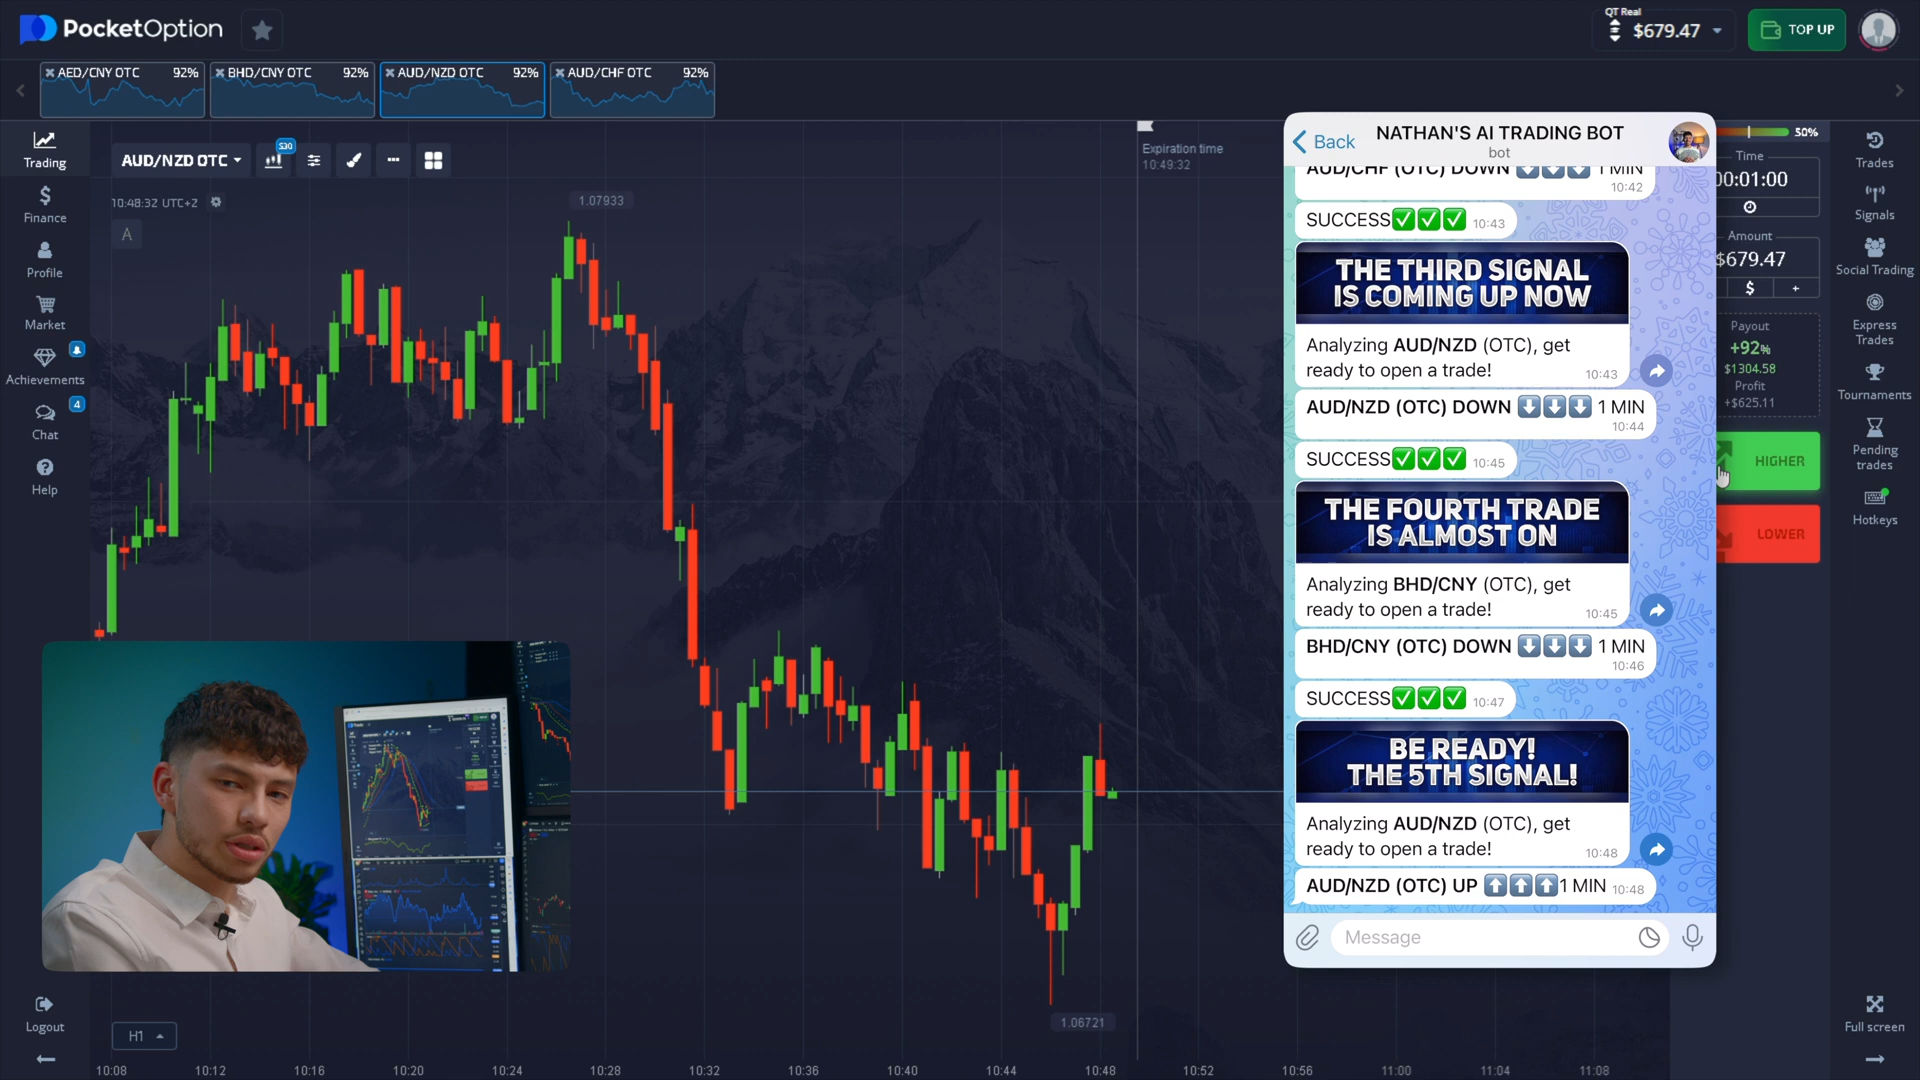 PocketOption
QT Real
$679.47
TOP UP
AED/CNY OTC 92%
BHD/CNY OTC 92%
AUD/NZD OTC 92%
AUD/CHF OTC 92%
Trading
Finance
Profile
Market
Achievements
4
Chat
Help
Logout
AUD/NZD OTC
S30
10:48:32 UTC+2
A
1.07933
Expiration time
10:49:32
1.06721
H1
10:08
10:12
10:16
10:20
10:24
10:28
10:32
10:36
10:40
10:44
10:48
10:52
10:56
11:00
11:04
11:08
Back
NATHAN'S AI TRADING BOT
bot
AUD/CHF (OTC) DOWN ⬇️⬇️⬇️ 1 MIN
10:42
SUCCESS✅✅✅ 10:43
THE THIRD SIGNAL
IS COMING UP NOW
Analyzing AUD/NZD (OTC), get
ready to open a trade! 10:43
AUD/NZD (OTC) DOWN ⬇️⬇️⬇️ 1 MIN
10:44
SUCCESS✅✅✅ 10:45
THE FOURTH TRADE
IS ALMOST ON
Analyzing BHD/CNY (OTC), get
ready to open a trade! 10:45
BHD/CNY (OTC) DOWN ⬇️⬇️⬇️ 1 MIN
10:46
SUCCESS✅✅✅ 10:47
BE READY!
THE 5TH SIGNAL!
Analyzing AUD/NZD (OTC), get
ready to open a trade! 10:48
AUD/NZD (OTC) UP ⬆️⬆️⬆️1 MIN 10:48
Message
50%
Time
00:01:00
Amount
$679.47
$ +
Payout
+92%
$1304.58
Profit
+$625.11
HIGHER
LOWER
Trades
Signals
Social Trading
Express
Trades
Tournaments
Pending
trades
Hotkeys
Full screen